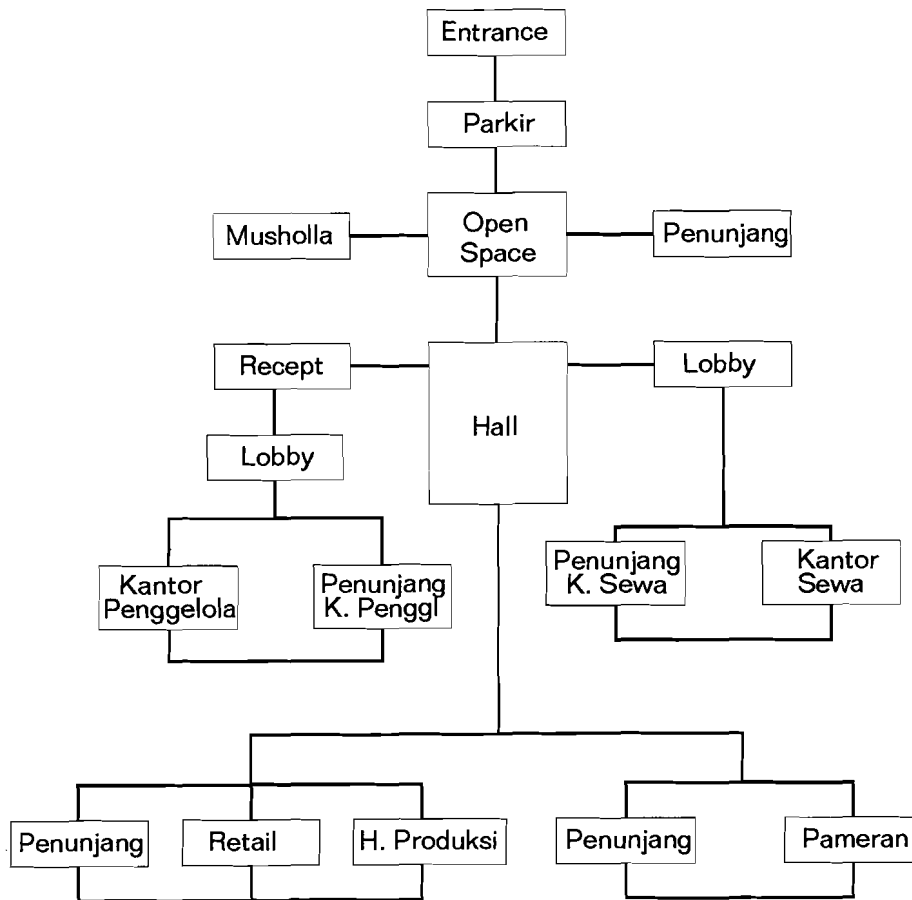 Entrance
Parkir
Musholla
Open
Space
Penunjang
Recept
Hall
Lobby
Lobby
Kantor
Penggelola
Penunjang
K. Penggl
Penunjang
K. Sewa
Kantor
Sewa
Penunjang
Retail
H. Produksi
Penunjang
Pameran